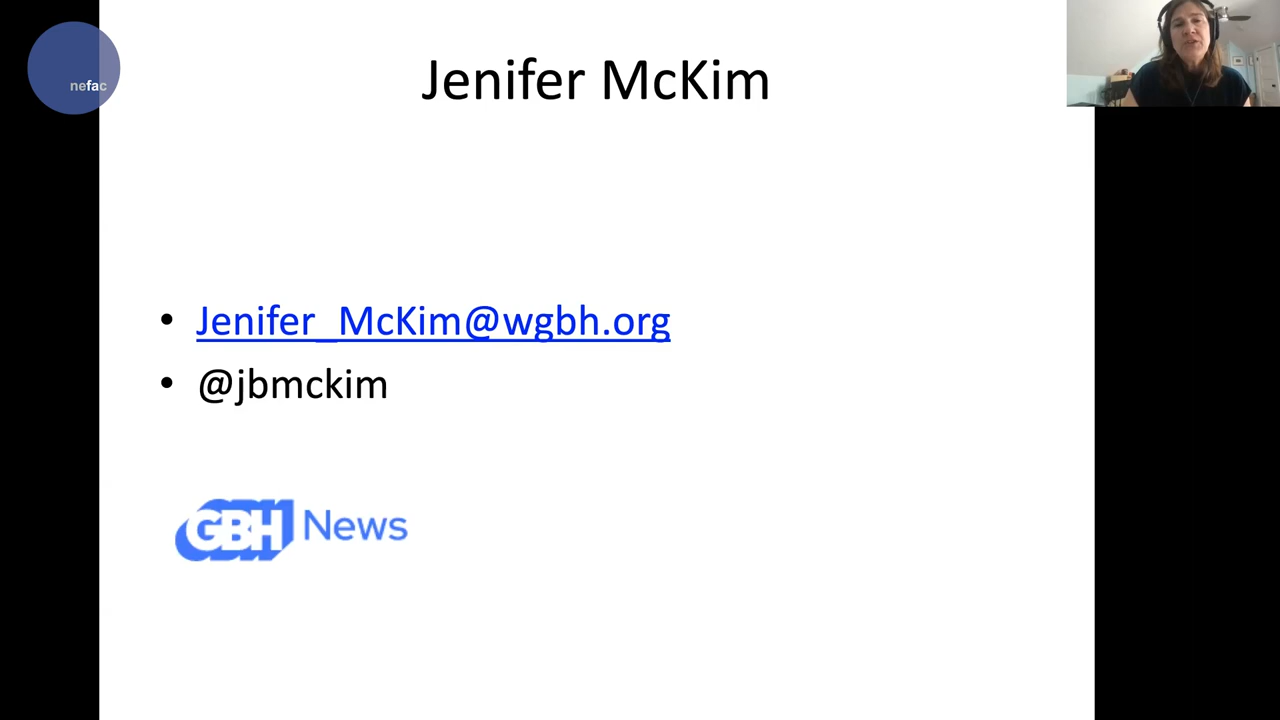 nefac
Jenifer McKim
• Jenifer_McKim@wgbh.org
• @jbmckim
GBH News